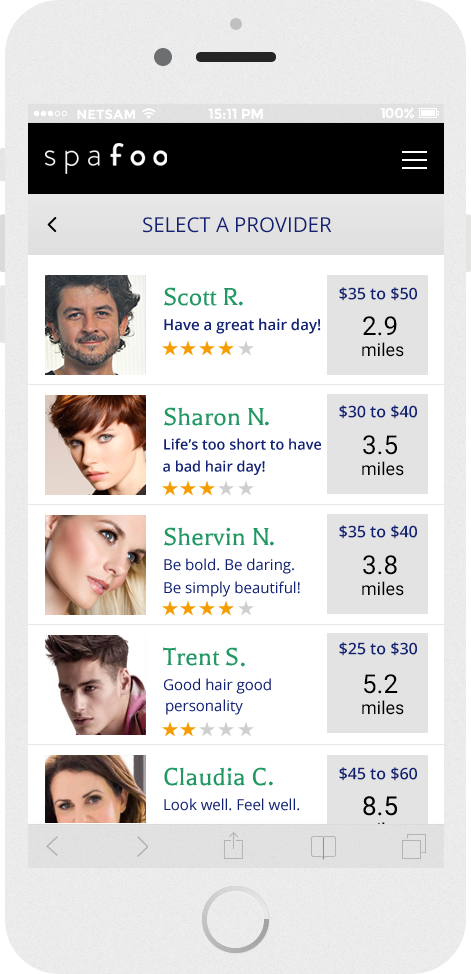 NETSAM 15:11 PM 100%
spafoo
SELECT A PROVIDER
Scott R.
Have a great hair day!
$35 to $50
2.9
miles
Sharon N.
Life's too short to have
a bad hair day!
$30 to $40
3.5
miles
Shervin N.
Be bold. Be daring.
Be simply beautiful!
$35 to $40
3.8
miles
Trent S.
Good hair good
personality
$25 to $30
5.2
miles
Claudia C.
Look well. Feel well.
$45 to $60
8.5